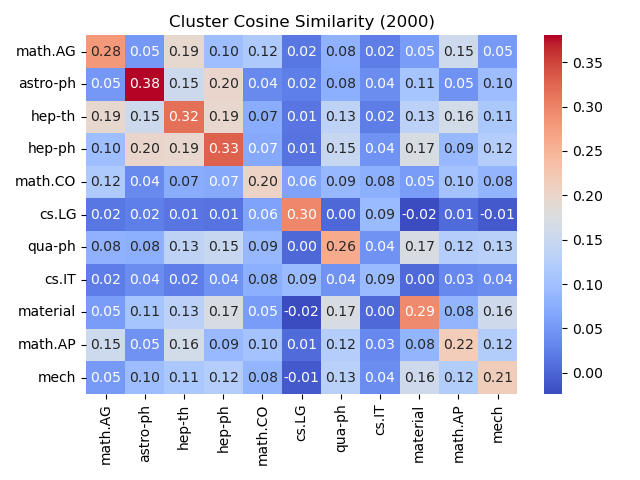 Cluster Cosine Similarity (2000)
math.AG 0.28 0.05 0.19 0.10 0.12 0.02 0.08 0.02 0.05 0.15 0.05
astro-ph 0.05 0.38 0.15 0.20 0.04 0.02 0.08 0.04 0.11 0.05 0.10
hep-th 0.19 0.15 0.32 0.19 0.07 0.01 0.13 0.02 0.13 0.16 0.11
hep-ph 0.10 0.20 0.19 0.33 0.07 0.01 0.15 0.04 0.17 0.09 0.12
math.CO 0.12 0.04 0.07 0.07 0.20 0.06 0.09 0.08 0.05 0.10 0.08
cs.LG 0.02 0.02 0.01 0.01 0.06 0.30 0.00 0.09 -0.02 0.01 -0.01
qua-ph 0.08 0.08 0.13 0.15 0.09 0.00 0.26 0.04 0.17 0.12 0.13
cs.IT 0.02 0.04 0.02 0.04 0.08 0.09 0.04 0.09 0.00 0.03 0.04
material 0.05 0.11 0.13 0.17 0.05 -0.02 0.17 0.00 0.29 0.08 0.16
math.AP 0.15 0.05 0.16 0.09 0.10 0.01 0.12 0.03 0.08 0.22 0.12
mech 0.05 0.10 0.11 0.12 0.08 -0.01 0.13 0.04 0.16 0.12 0.21
math.AG astro-ph hep-th hep-ph math.CO cs.LG qua-ph cs.IT material math.AP mech
0.35
0.30
0.25
0.20
0.15
0.10
0.05
0.00